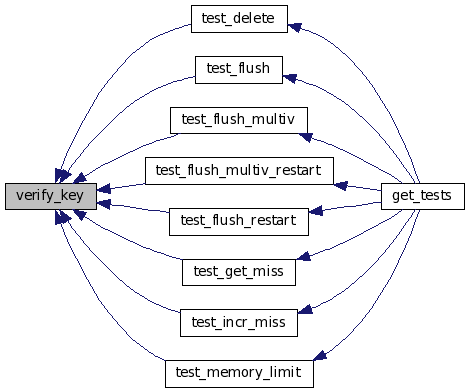 test_delete
test_flush
test_flush_multiv
test_flush_multiv_restart
verify_key
get_tests
test_flush_restart
test_get_miss
test_incr_miss
test_memory_limit